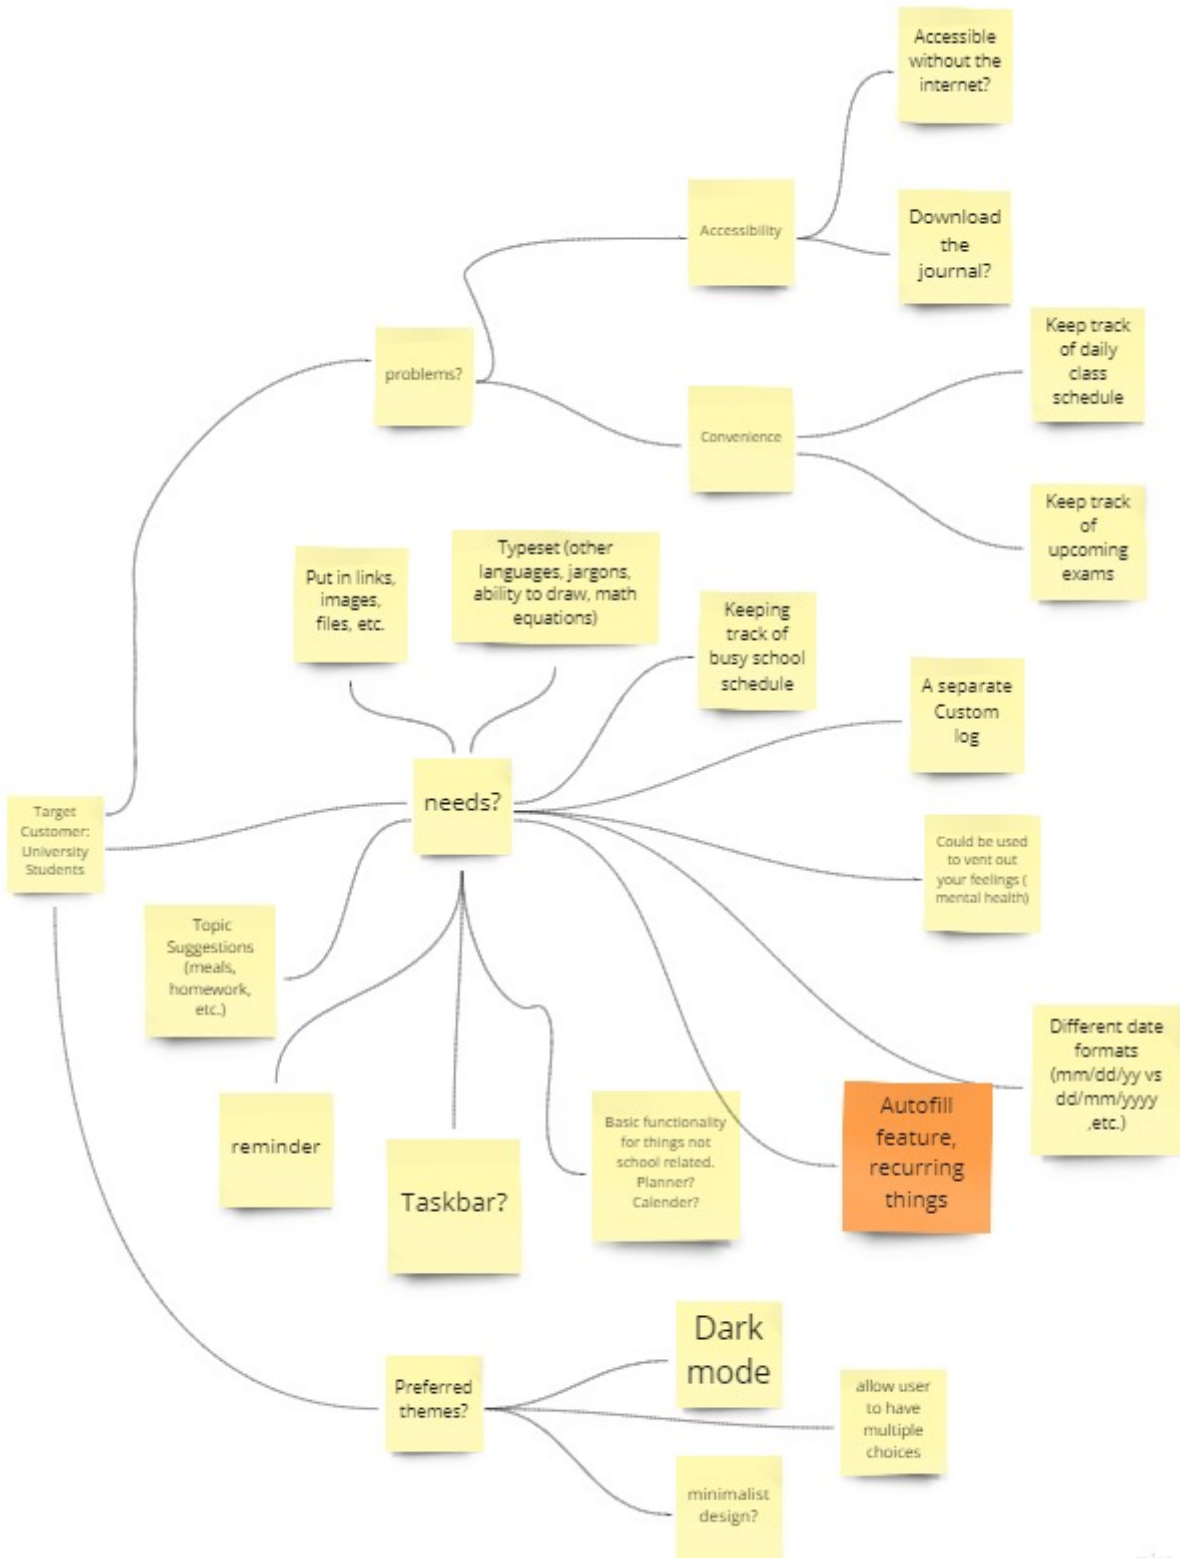 Accessible
without the
internet?
Accessibility
Download
the
journal?
problems?
Keep track
of daily
class
schedule
Convenience
Keep track
of
upcoming
exams
Put in links,
images,
files, etc.
Typeset (other
languages, jargons,
ability to draw, math
equations)
Keeping
track of
busy school
schedule
A separate
Custom
log
needs?
Target
Customer:
University
Students
Could be used
to vent out
your feelings (
mental health)
Topic
Suggestions
(meals,
homework,
etc.)
Different date
formats
(mm/dd/yy vs
dd/mm/yyyy
,etc.)
reminder
Taskbar?
Basic functionality
for things not
school related.
Planner?
Calender?
Autofill
feature,
recurring
things
Preferred
themes?
Dark
mode
allow user
to have
multiple
choices
minimalist
design?